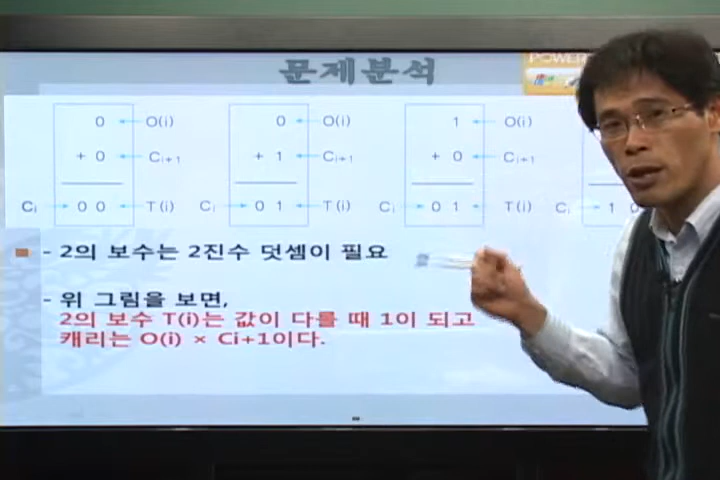 문제분석
POWER
0 O(i) 0 O(i) 1 O(i)
+ 0 Ci+1 + 1 Ci+1 + 0 Ci+1
Ci 0 0 T(i) Ci 0 1 T(i) Ci 0 1 T(i) Ci 1 0
- 2의 보수는 2진수 덧셈이 필요
- 위 그림을 보면,
2의 보수 T(i)는 값이 다를 때 1이 되고
캐리는 O(i) × Ci+1이다.